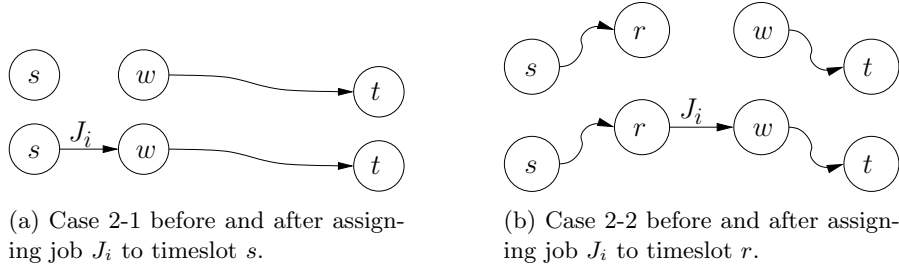 s w t
s J_i w t
(a) Case 2-1 before and after assign-
ing job J_i to timeslot s.
s r w t
s r J_i w t
(b) Case 2-2 before and after assign-
ing job J_i to timeslot r.